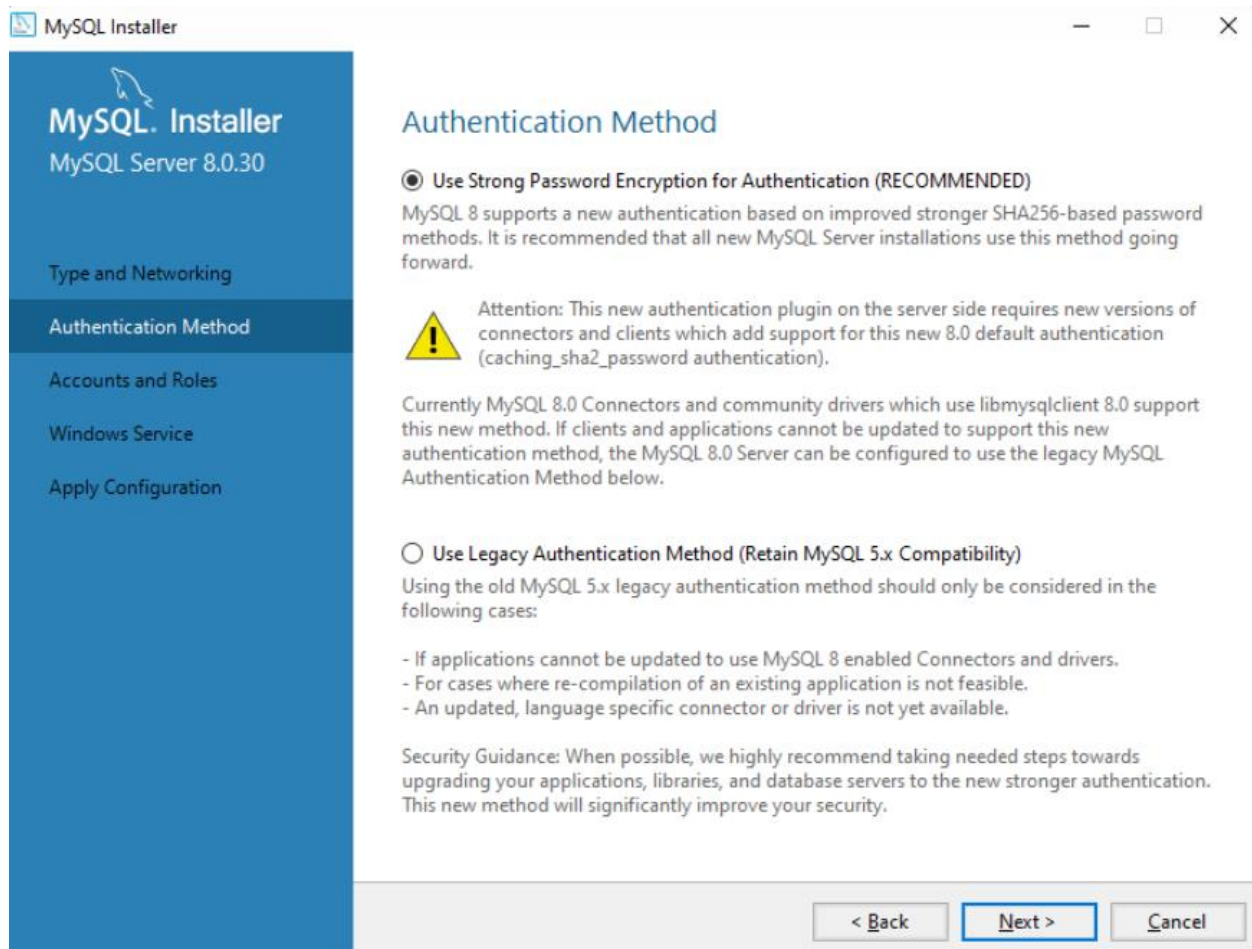 MySQL Installer
MySQL. Installer
MySQL Server 8.0.30
Type and Networking
Authentication Method
Accounts and Roles
Windows Service
Apply Configuration
Authentication Method
Use Strong Password Encryption for Authentication (RECOMMENDED)
MySQL 8 supports a new authentication based on improved stronger SHA256-based password
methods. It is recommended that all new MySQL Server installations use this method going
forward.
Attention: This new authentication plugin on the server side requires new versions of
connectors and clients which add support for this new 8.0 default authentication
(caching_sha2_password authentication).
Currently MySQL 8.0 Connectors and community drivers which use libmysqlclient 8.0 support
this new method. If clients and applications cannot be updated to support this new
authentication method, the MySQL 8.0 Server can be configured to use the legacy MySQL
Authentication Method below.
Use Legacy Authentication Method (Retain MySQL 5.x Compatibility)
Using the old MySQL 5.x legacy authentication method should only be considered in the
following cases:
- If applications cannot be updated to use MySQL 8 enabled Connectors and drivers.
- For cases where re-compilation of an existing application is not feasible.
- An updated, language specific connector or driver is not yet available.
Security Guidance: When possible, we highly recommend taking needed steps towards
upgrading your applications, libraries, and database servers to the new stronger authentication.
This new method will significantly improve your security.
< Back
Next >
Cancel